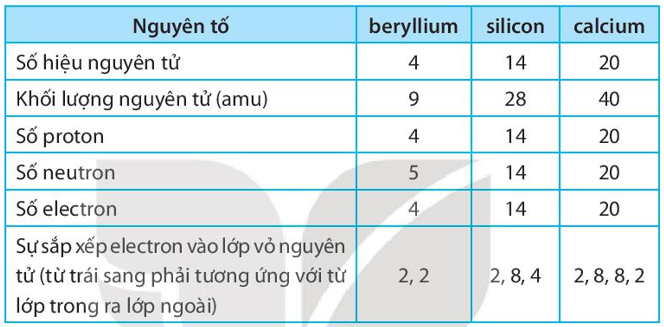 Nguyên tố beryllium silicon calcium
Số hiệu nguyên tử 4 14 20
Khối lượng nguyên tử (amu) 9 28 40
Số proton 4 14 20
Số neutron 5 14 20
Số electron 4 14 20
Sự sắp xếp electron vào lớp vỏ nguyên
tử (từ trái sang phải tương ứng với từ 2, 2 2, 8, 4 2, 8, 8, 2
lớp trong ra lớp ngoài)